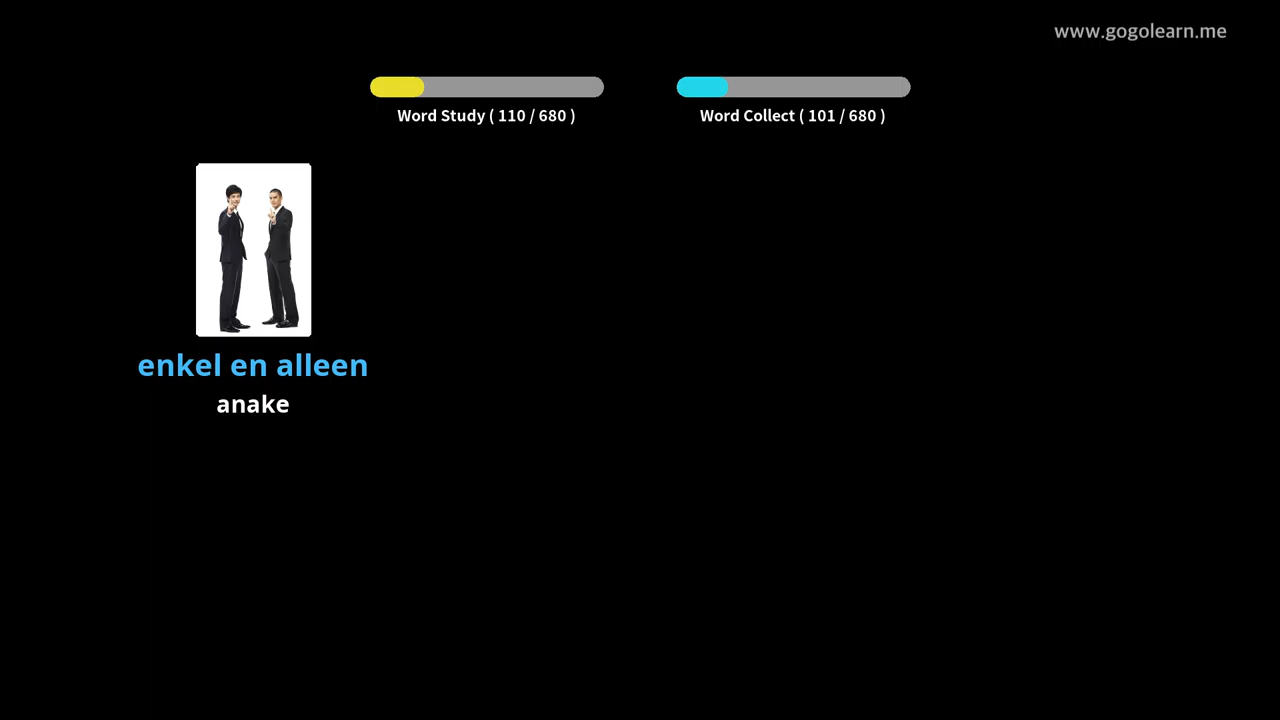 www.gogolearn.me
Word Study ( 110 / 680 )
Word Collect ( 101 / 680 )
enkel en alleen
anake